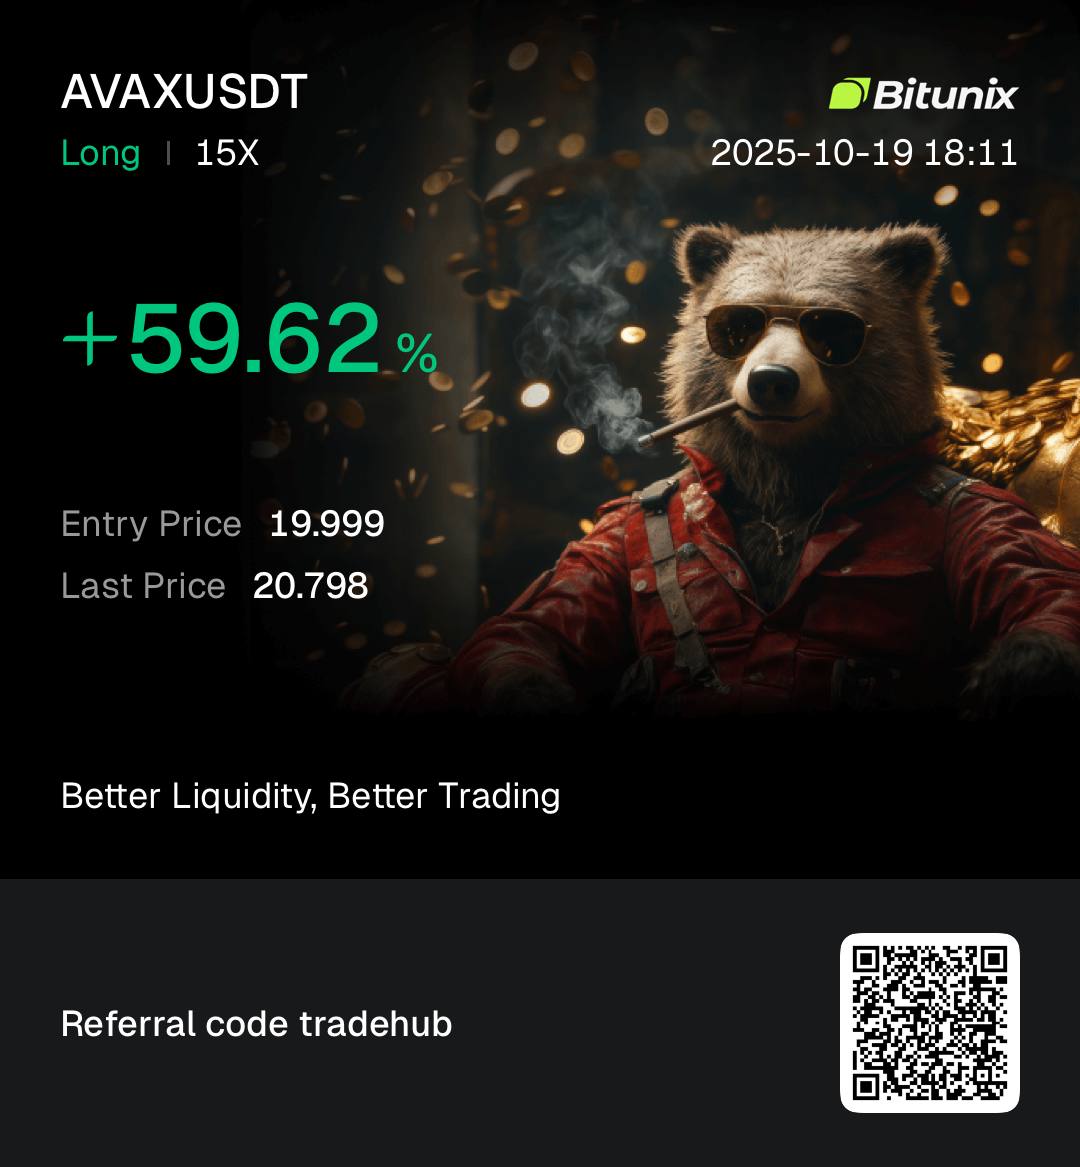 AVAXUSDT
Bitunix
Long | 15X
2025-10-19 18:11
+59.62 %
Entry Price 19.999
Last Price 20.798
Better Liquidity, Better Trading
Referral code tradehub